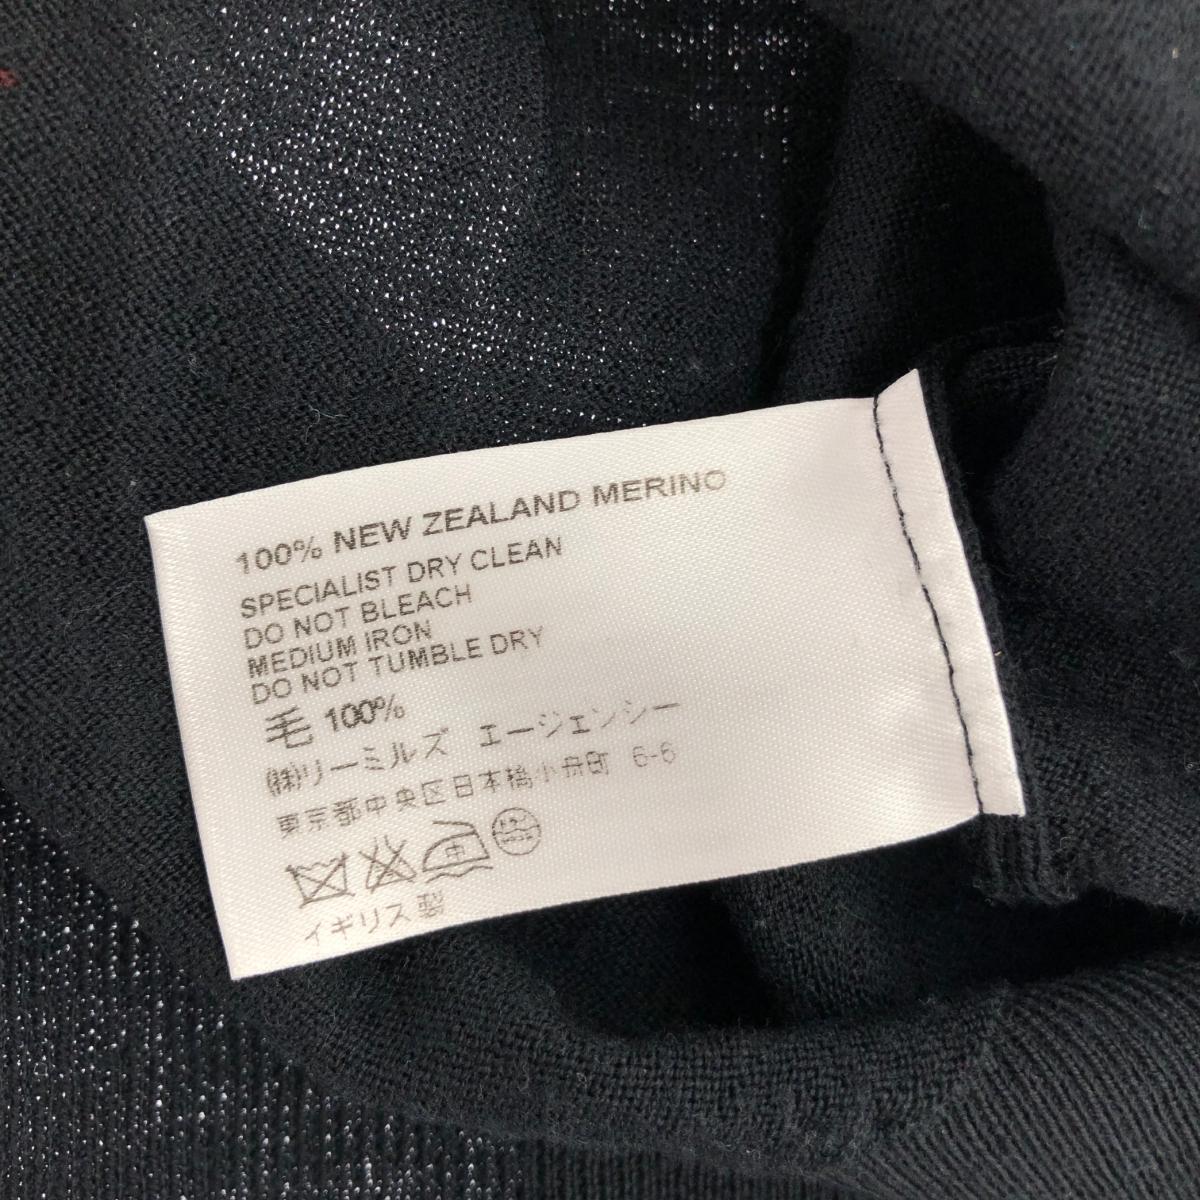 100% NEW ZEALAND MERINO
SPECIALIST DRY CLEAN
DO NOT BLEACH
MEDIUM IRON
DO NOT TUMBLE DRY
毛 100%
㈱リーミルズ エージェンシー
東京都中央区日本橋小舟町 6-6
イギリス製